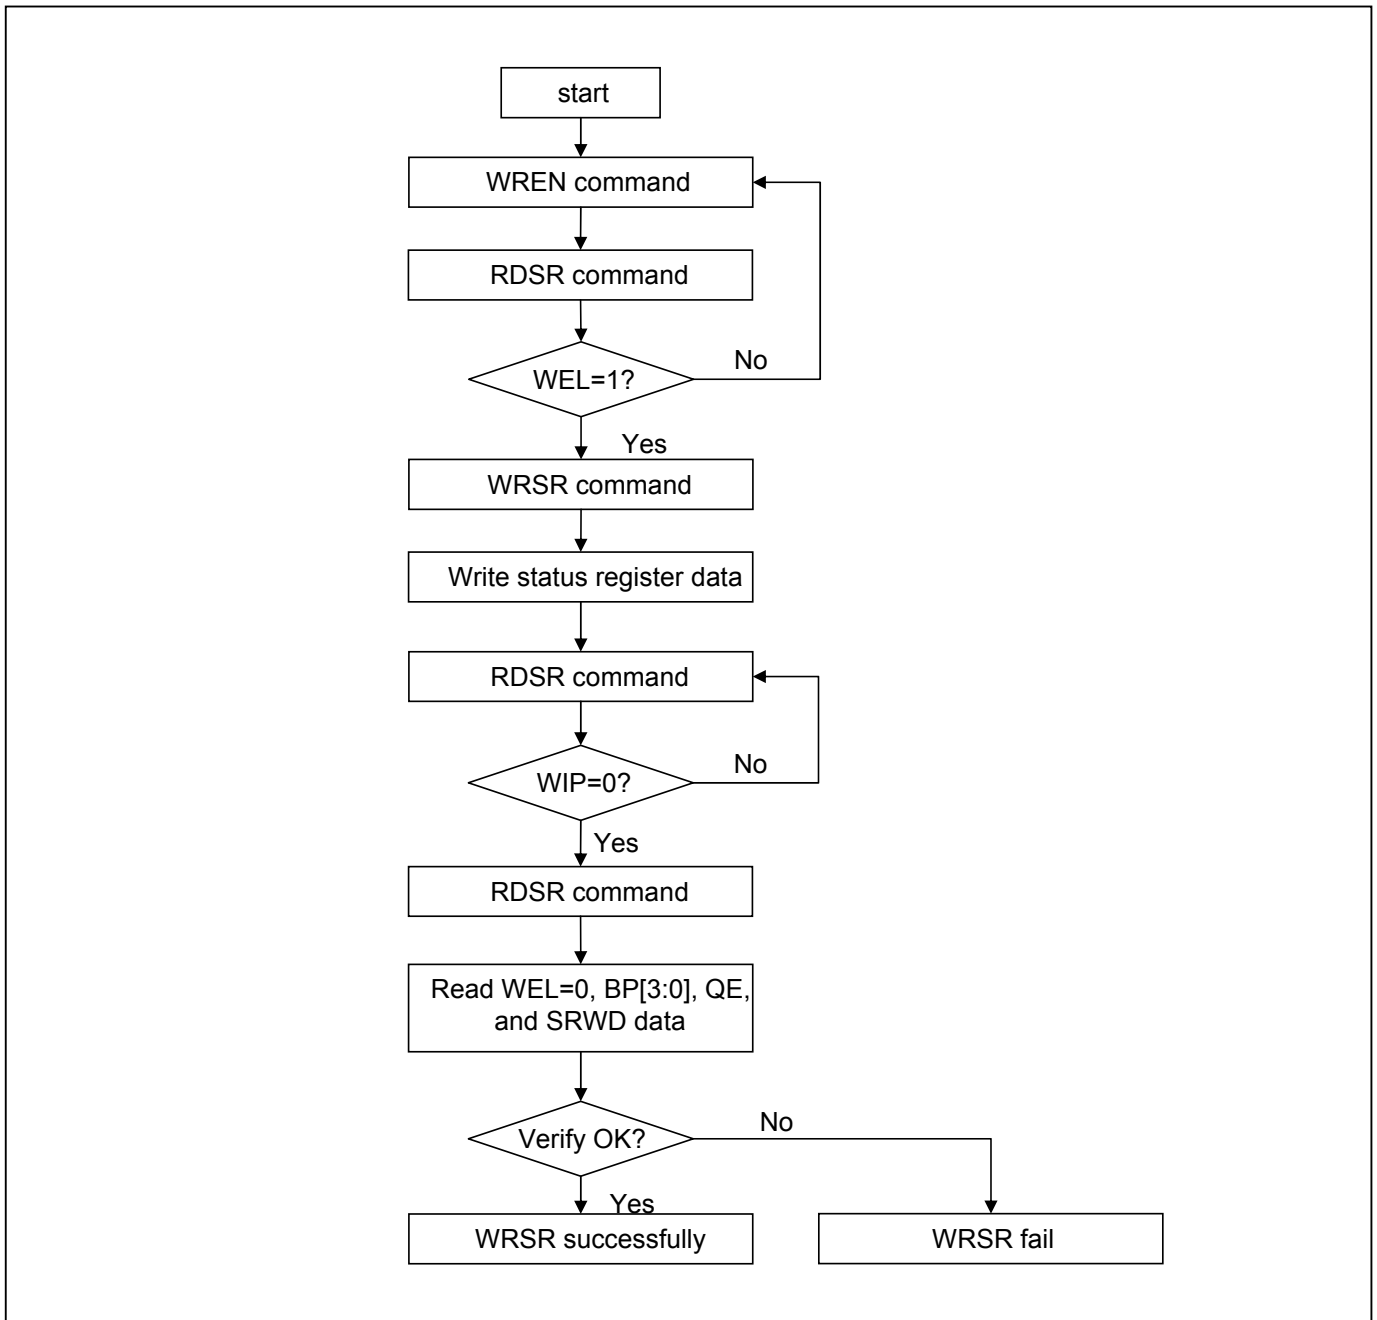 start
WREN command
RDSR command
WEL=1?
No
Yes
WRSR command
Write status register data
RDSR command
WIP=0?
No
Yes
RDSR command
Read WEL=0, BP[3:0], QE,
and SRWD data
Verify OK?
No
Yes
WRSR successfully
WRSR fail